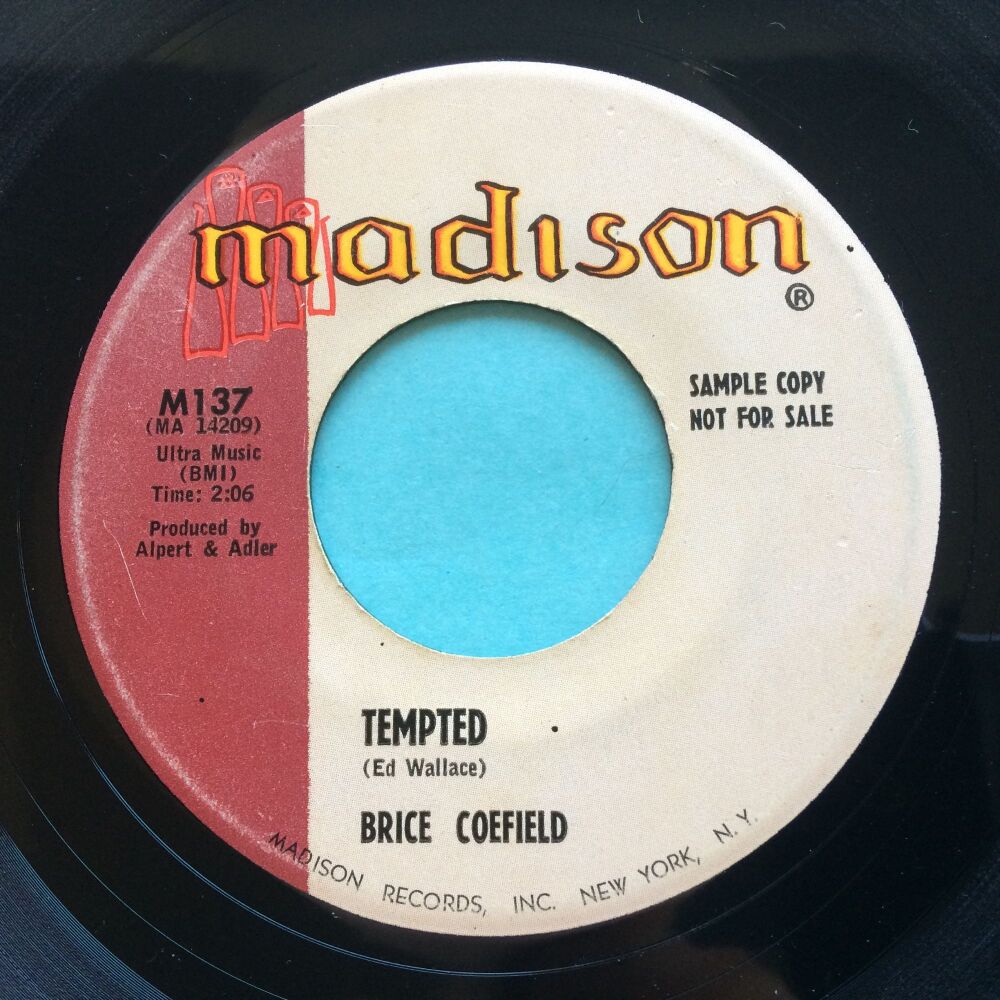 madison
®
SAMPLE COPY
NOT FOR SALE
M137
(MA 14209)
Ultra Music
(BMI)
Time: 2:06
Produced by
Alpert & Adler
TEMPTED
(Ed Wallace)
BRICE COEFIELD
MADISON RECORDS, INC. NEW YORK, N.Y.